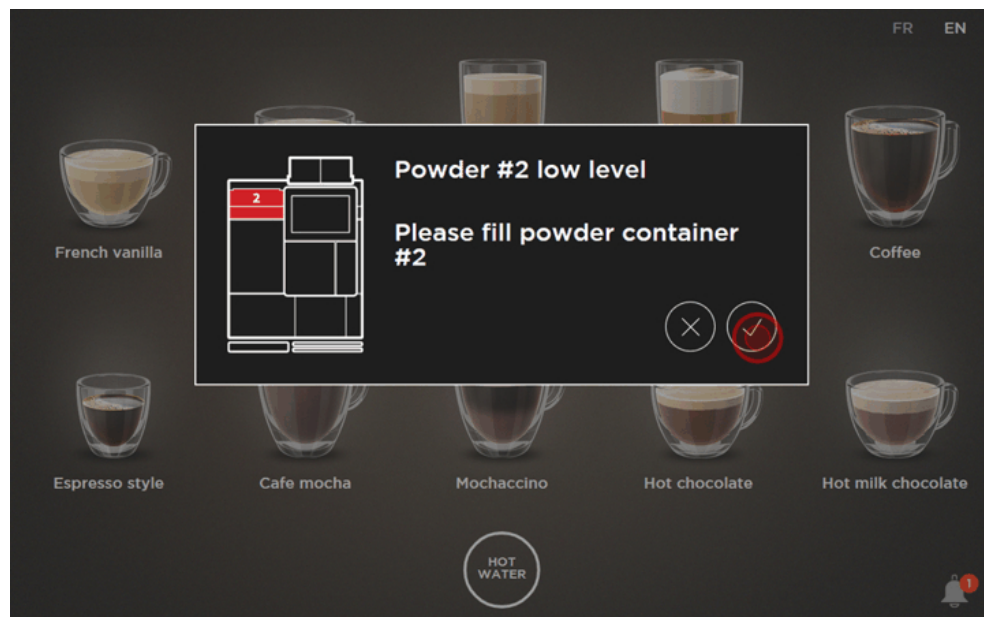 FR EN
Powder #2 low level
2
Please fill powder container
#2
French vanilla
Coffee
Espresso style
Cafe mocha
Mochaccino
Hot chocolate
Hot milk chocolate
HOT
WATER
1